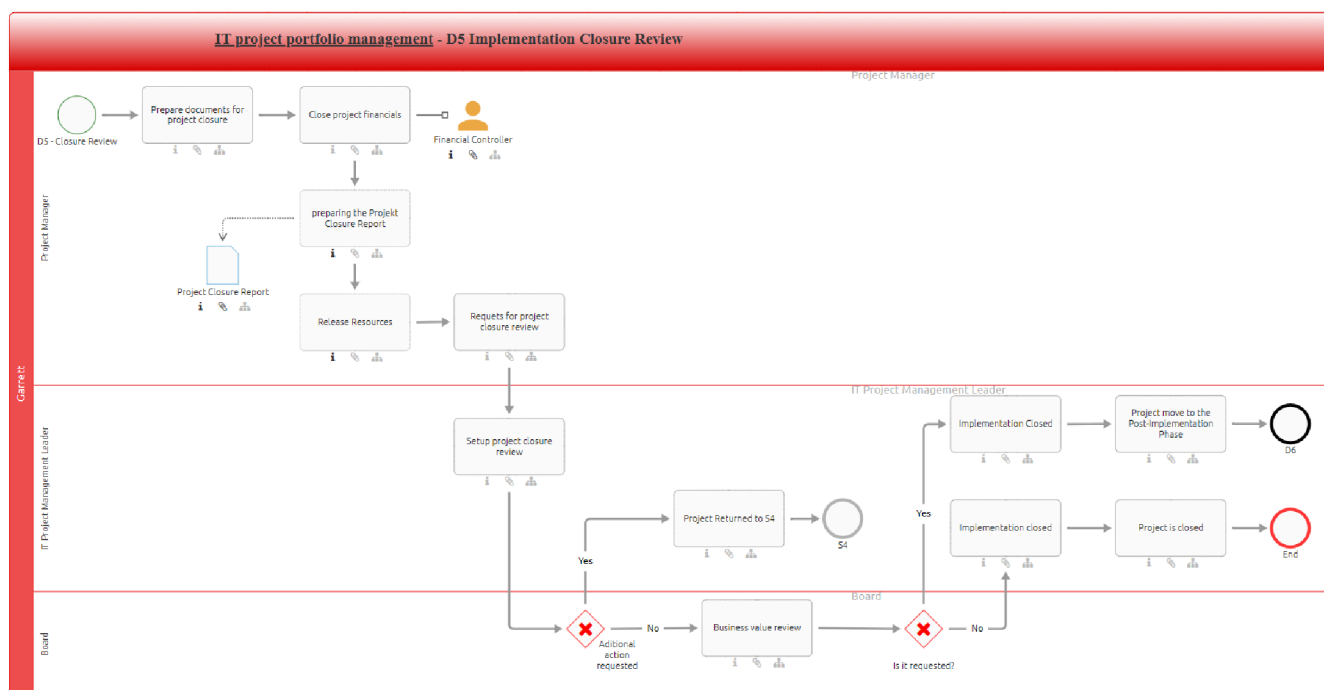 IT project portfolio management - D5 Implementation Closure Review
Project Manager
Garrett
Project Manager
D5 - Closure Review
Prepare documents for
project closure
Close project financials
Financial Controller
preparing the Projekt
Closure Report
Project Closure Report
Release Resources
Requets for project
closure review
IT Project Management Leader
IT Project Management Leader
Setup project closure
review
Implementation Closed
Project move to the
Post-Implementation
Phase
D6
Yes
Project Returned to S4
S4
Yes
Implementation closed
Project is closed
End
Board
Board
Aditional
action
requested
No
Business value review
Is it requested?
No